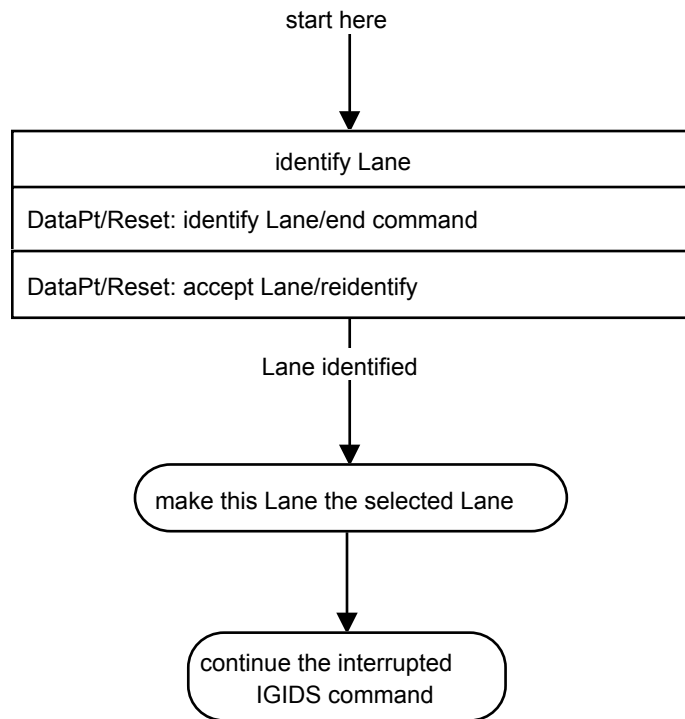 start here
identify Lane
DataPt/Reset: identify Lane/end command
DataPt/Reset: accept Lane/reidentify
Lane identified
make this Lane the selected Lane
continue the interrupted
IGIDS command